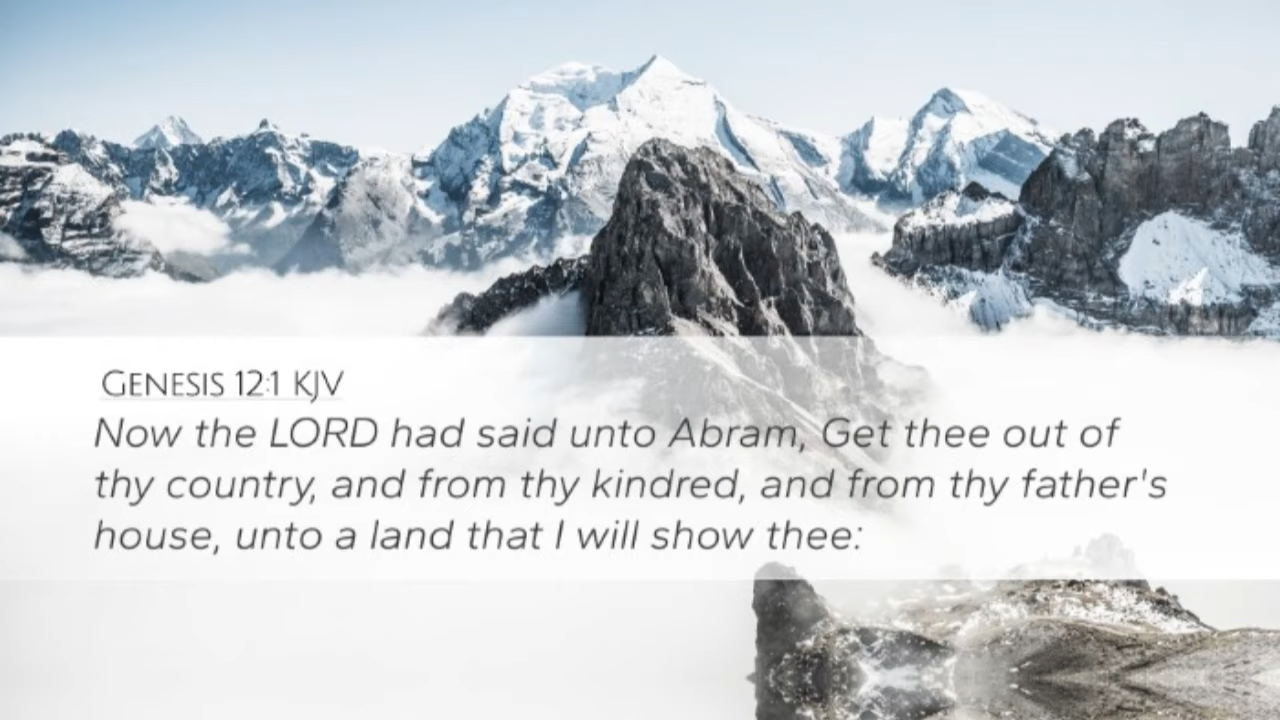 Genesis 12:1 KJV
Now the LORD had said unto Abram, Get thee out of
thy country, and from thy kindred, and from thy father's
house, unto a land that I will show thee: